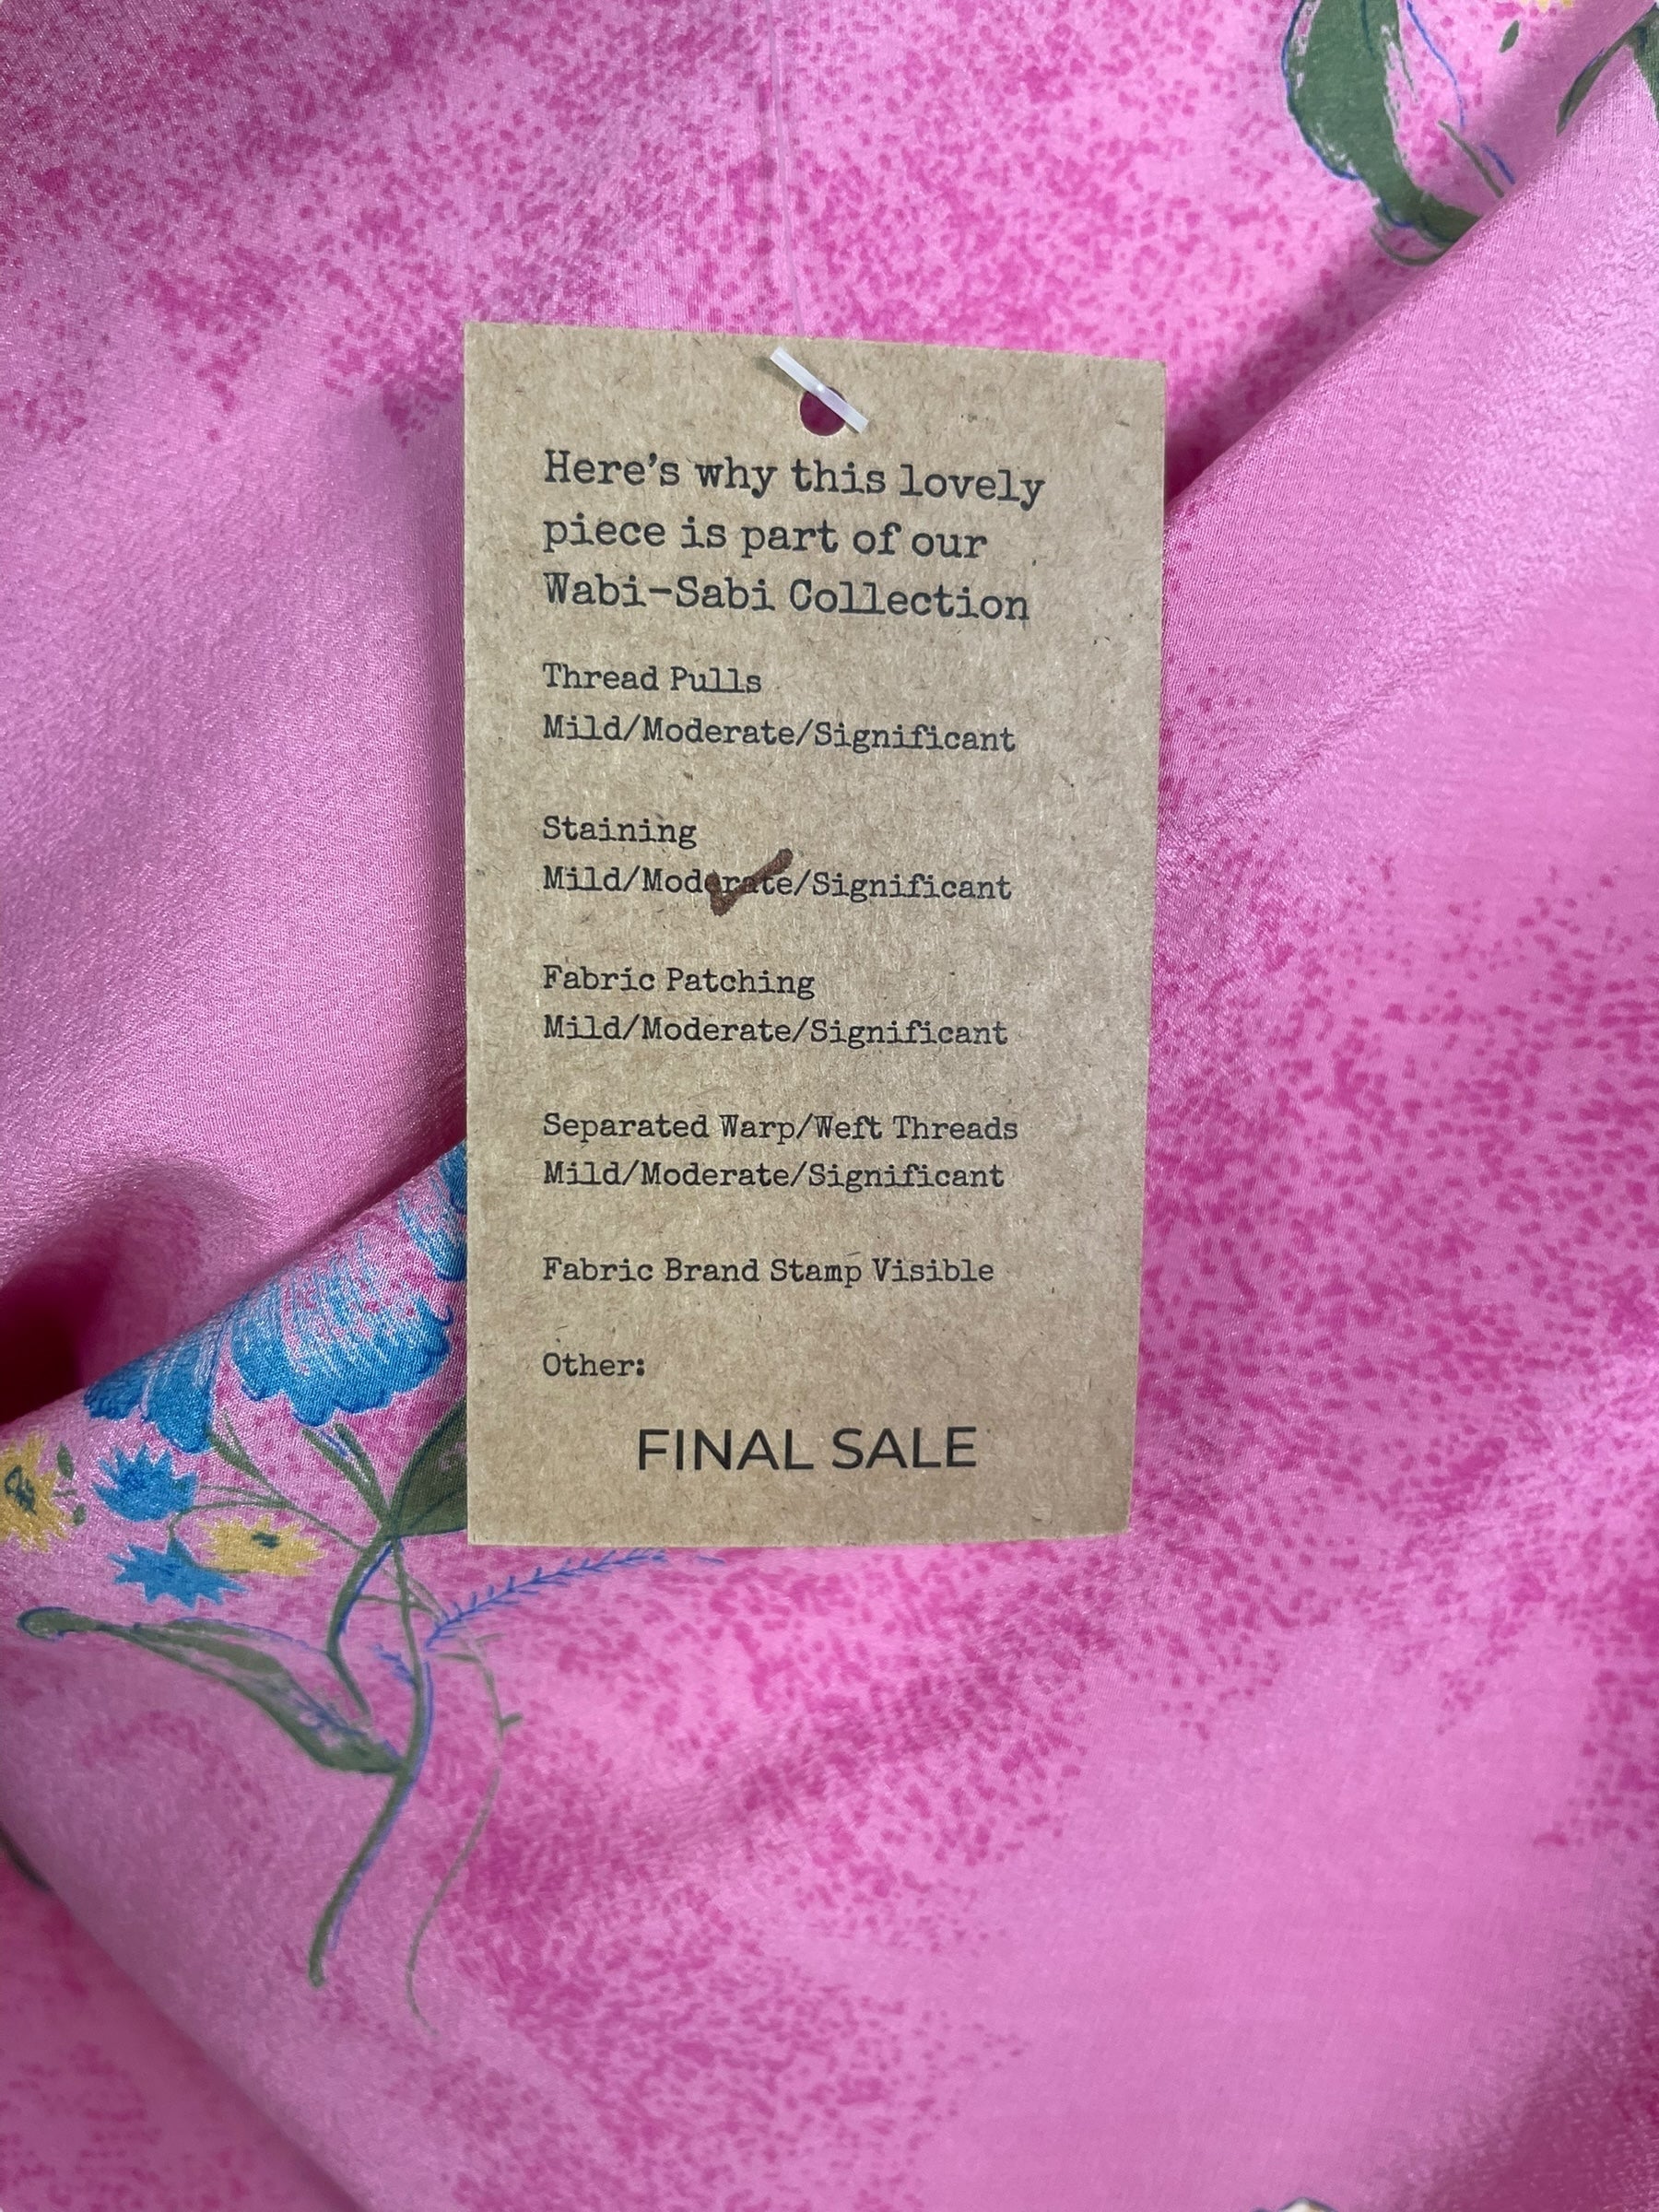 Here's why this lovely
piece is part of our
Wabi-Sabi Collection
Thread Pulls
Mild/Moderate/Significant
Staining
Mild/Moderate/Significant
Fabric Patching
Mild/Moderate/Significant
Separated Warp/Weft Threads
Mild/Moderate/Significant
Fabric Brand Stamp Visible
Other:
FINAL SALE